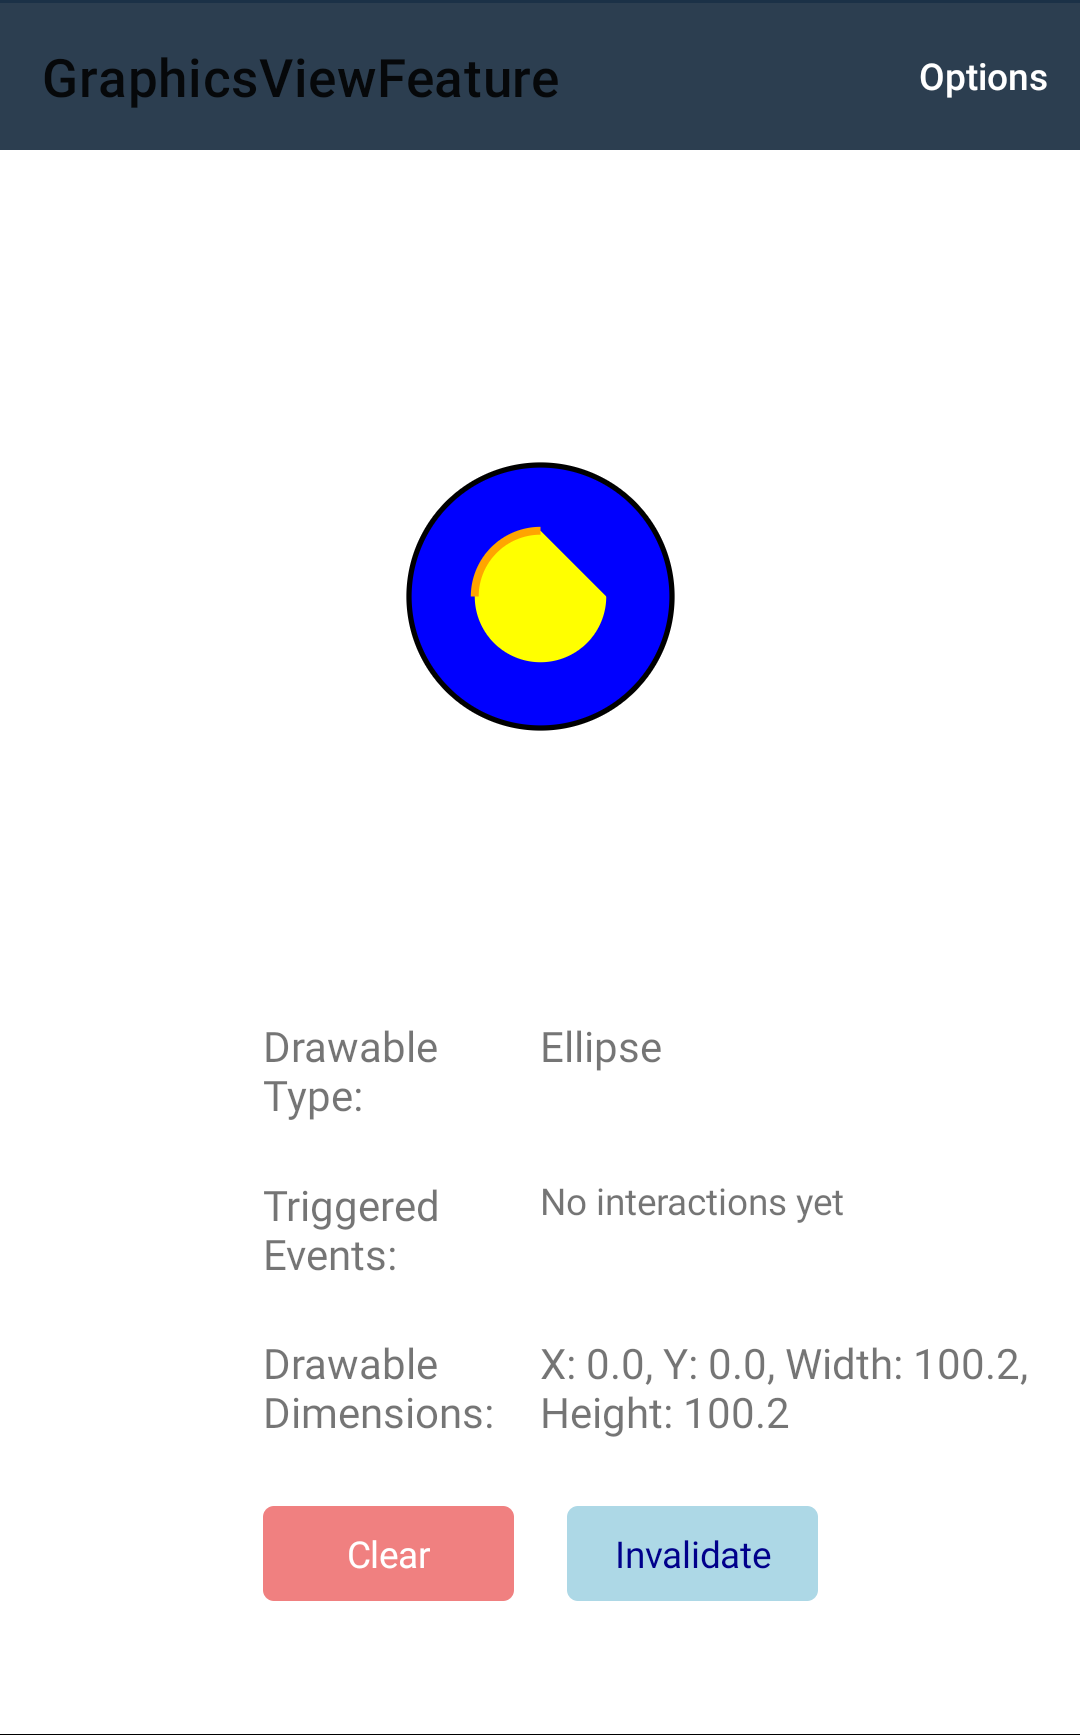 GraphicsViewFeature
Options
Drawable
Type:
Ellipse
Triggered
Events:
No interactions yet
Drawable
Dimensions:
X: 0.0, Y: 0.0, Width: 100.2,
Height: 100.2
Clear
Invalidate